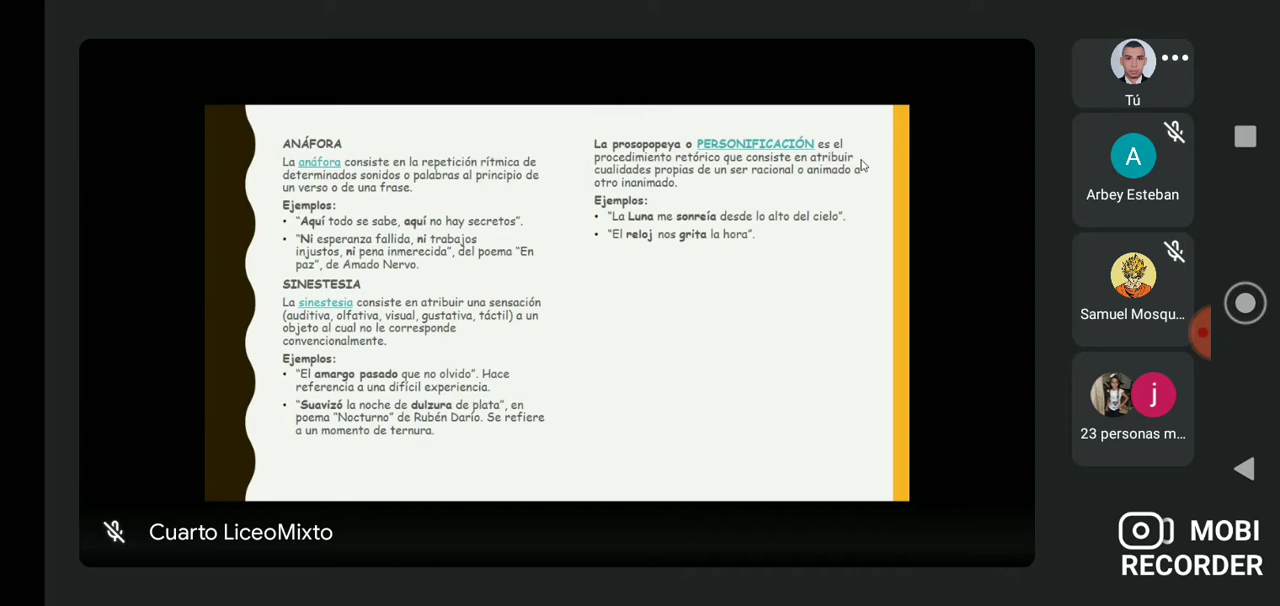 ANÁFORA
La anáfora consiste en la repetición rítmica de
determinados sonidos o palabras al principio de
un verso o de una frase.
Ejemplos:
• “Aquí todo se sabe, aquí no hay secretos”.
• “Ni esperanza fallida, ni trabajos
injustos, ni pena inmerecida”, del poema “En
paz”, de Amado Nervo.
SINESTESIA
La sinestesia consiste en atribuir una sensación
(auditiva, olfativa, visual, gustativa, táctil) a un
objeto al cual no le corresponde
convencionalmente.
Ejemplos:
• “El amargo pasado que no olvido”. Hace
referencia a una difícil experiencia.
• “Suavizó la noche de dulzura de plata”, en
poema “Nocturno” de Rubén Darío. Se refiere
a un momento de ternura.
La prosopopeya o PERSONIFICACIÓN es el
procedimiento retórico que consiste en atribuir
cualidades propias de un ser racional o animado a
otro inanimado.
Ejemplos:
• “La Luna me sonreía desde lo alto del cielo”.
• “El reloj nos grita la hora”.
Cuarto LiceoMixto
Tú
A
Arbey Esteban
Samuel Mosqu...
j
23 personas m...
MOBI
RECORDER